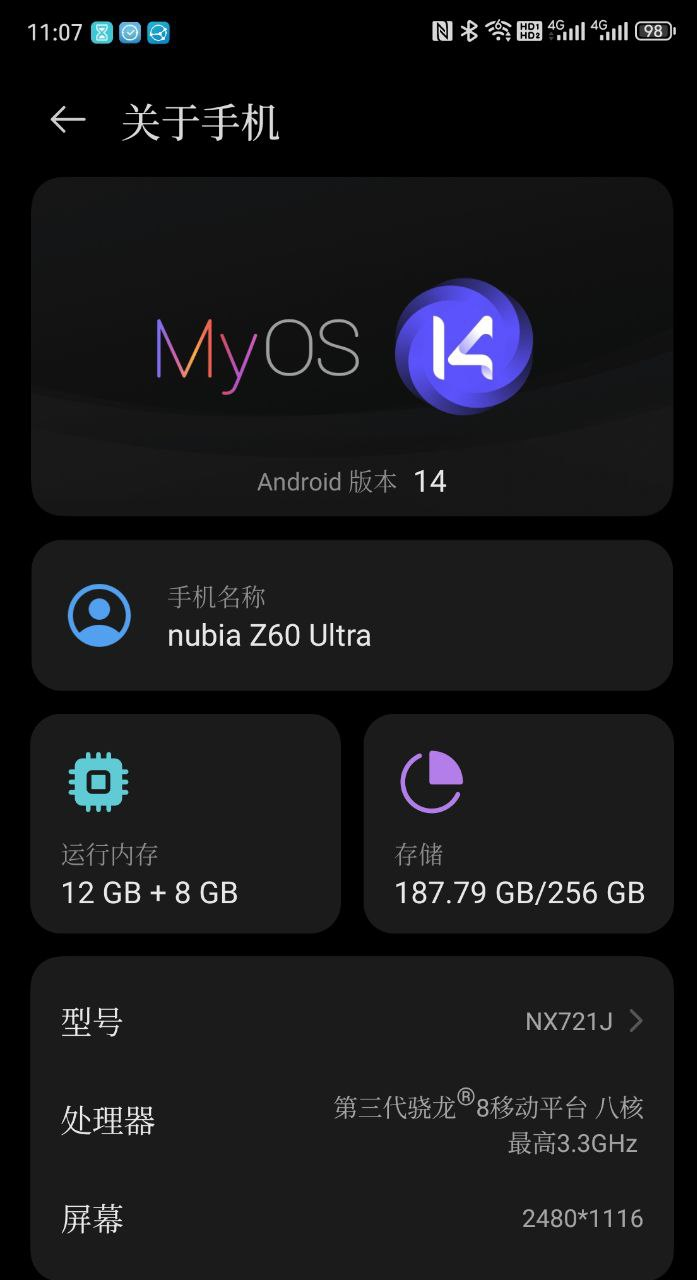 11:07
HD1
HD2
4G
4G
98
关于手机
MyOS 14
Android 版本 14
手机名称
nubia Z60 Ultra
运行内存
12 GB + 8 GB
存储
187.79 GB/256 GB
型号 NX721J
处理器 第三代骁龙®8移动平台 八核
最高3.3GHz
屏幕 2480*1116